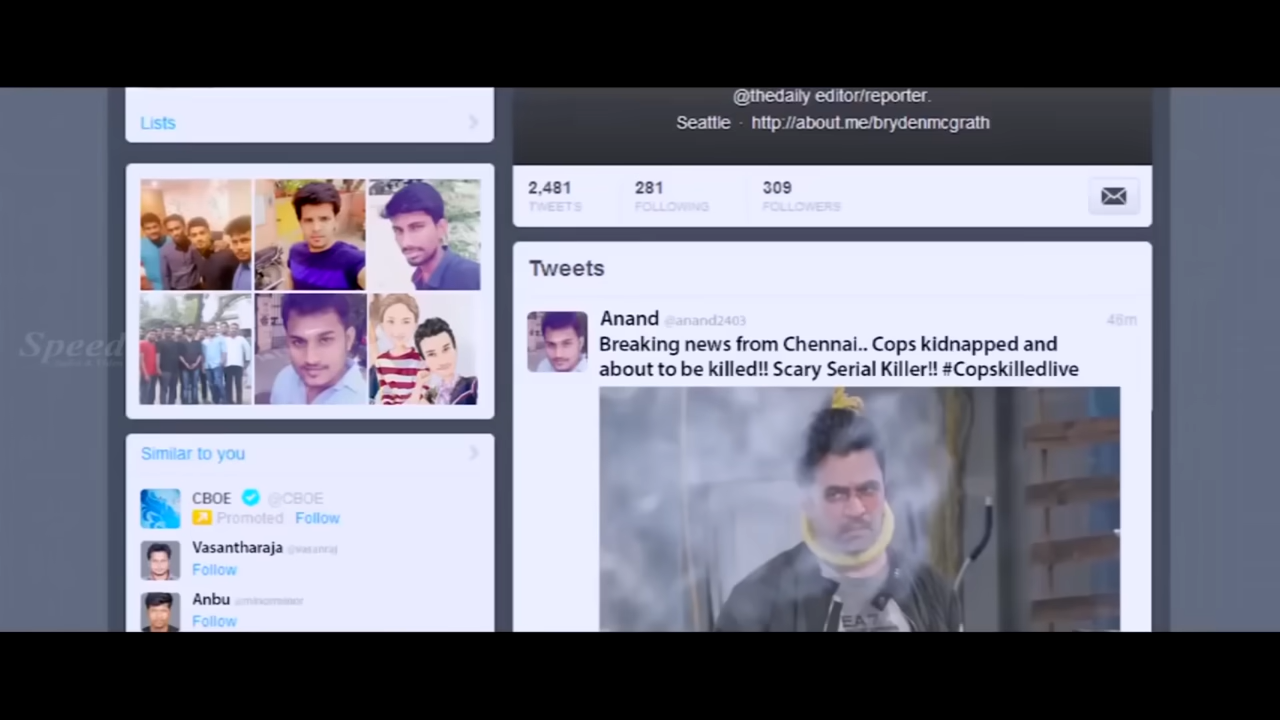 @thedaily editor/reporter.
Seattle · http://about.me/brydenmcgrath
Lists
2,481
TWEETS
281
FOLLOWING
309
FOLLOWERS
Tweets
Anand @anand2403
48m
Breaking news from Chennai.. Cops kidnapped and
about to be killed!! Scary Serial Killer!! #Copskilledlive
Speed
Similar to you
CBOE @CBOE
Promoted Follow
Vasantharaja @vasanraj
Follow
Anbu
Follow
EAT